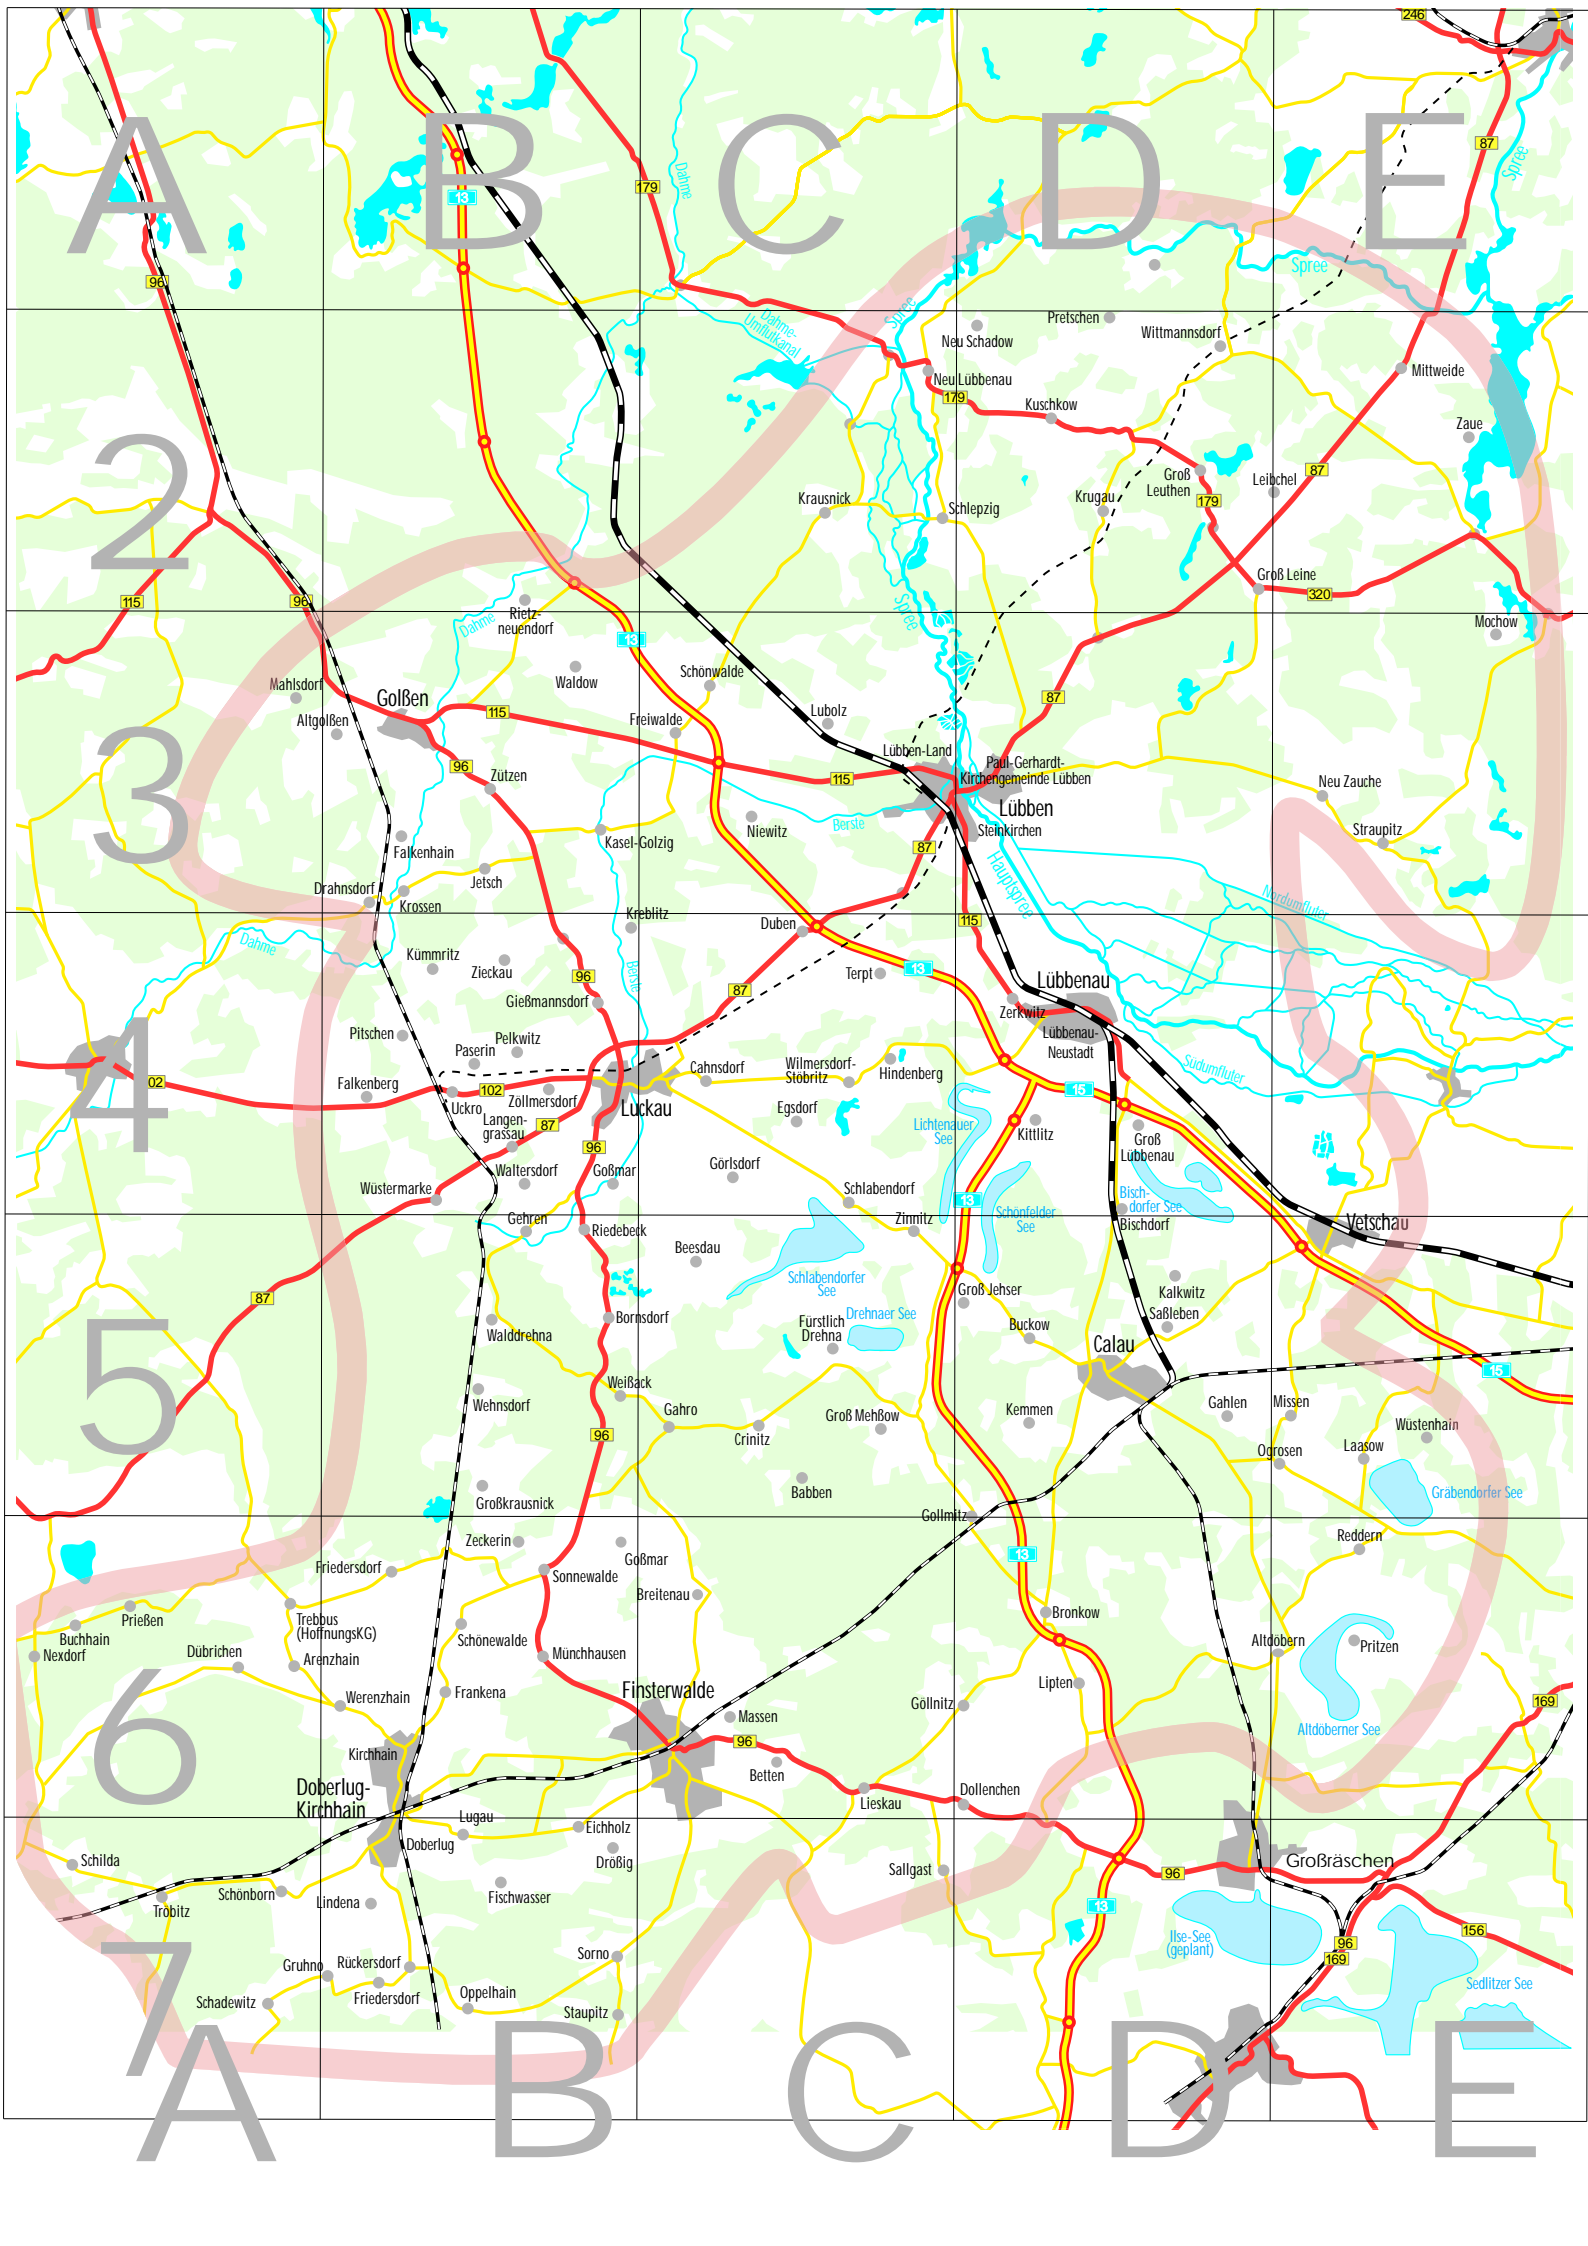 246
A
B
C
D
E
87
Spree
13
179
Dahme
96
Spree
Dahme-
Umflutkanal
Spree
Pretschen
Neu Schadow
Wittmannsdorf
Mittweide
Neu Lübbenau
179
Kuschkow
Zaue
2
Groß
Leuthen
87
Leibchel
179
Krausnick
Schlepzig
Krugau
Groß Leine
320
115
96
Rietz-
neuendorf
Dahme
Spree
13
Mochow
Schönwalde
Waldow
Mahlsdorf
Golßen
115
Altgolßen
Freiwalde
Lubolz
87
3
Lübben-Land
96
Zützen
115
Paul-Gerhardt-
Kirchengemeinde Lübben
Neu Zauche
Lübben
Niewitz
Berste
Steinkirchen
Straupitz
Kasel-Golzig
Falkenhain
87
Hauptspree
Jetsch
Drahnsdorf
Krossen
Nordumfluter
Kreblitz
Duben
115
Dahme
Kümmritz
Zieckau
96
Berste
Terpt
13
Lübbenau
Gießmannsdorf
87
Zerkwitz
4
Pitschen
Pelkwitz
Paserin
Lübbenau-
Neustadt
Wilmersdorf-
Stöbritz
Hindenberg
Cahnsdorf
Südumfluter
02
Falkenberg
102
Uckro
Zöllmersdorf
Luckau
15
Egsdorf
Langen-
grassau
87
Lichtenauer
See
Kittlitz
96
Groß
Lübbenau
Waltersdorf
Goßmar
Görlsdorf
Wüstermarke
Schlabendorf
13
Bisch-
dorfer See
Schönfelder
See
Bischdorf
Vetschau
Gehren
Riedebeck
Zinnitz
Beesdau
Schlabendorfer
See
Groß Jehser
Kalkwitz
87
Bornsdorf
Drehnaer See
Fürstlich
Drehna
Saßleben
Walddrehna
Buckow
Calau
5
15
Weißack
Wehnsdorf
Gahro
Groß Mehßow
Kemmen
Gahlen
Missen
Wüstenhain
96
Crinitz
Laasow
Ogrosen
Babben
Gräbendorfer See
Großkrausnick
Gollmitz
Zeckerin
Reddern
Goßmar
13
Friedersdorf
Sonnewalde
Breitenau
Prießen
Trebbus
(HoffnungsKG)
Bronkow
Buchhain
Schönewalde
Altdöbern
Pritzen
Nexdorf
Dübrichen
Arenzhain
Münchhausen
6
Lipten
Frankena
Finsterwalde
Werenzhain
Göllnitz
169
Massen
Altdöberner See
Kirchhain
96
Betten
Doberlug-
Kirchhain
Dollenchen
Lieskau
Lugau
Eichholz
Doberlug
Schilda
Drößig
Sallgast
96
Großräschen
Schönborn
Fischwasser
Lindena
Tröbitz
13
156
7
Ilse-See
(geplant)
96
169
Sorno
Gruhno
Rückersdorf
Sedlitzer See
Oppelhain
Friedersdorf
Schadewitz
Staupitz
A
B
C
D
E